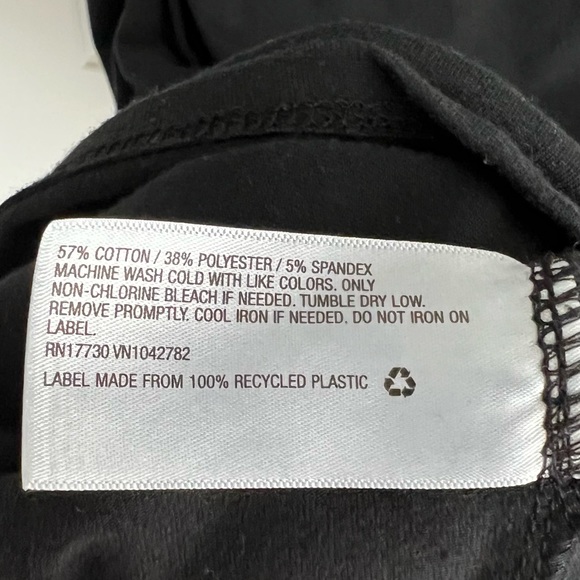 57% COTTON / 38% POLYESTER / 5% SPANDEX
MACHINE WASH COLD WITH LIKE COLORS. ONLY
NON-CHLORINE BLEACH IF NEEDED. TUMBLE DRY LOW.
REMOVE PROMPTLY. COOL IRON IF NEEDED. DO NOT IRON ON
LABEL.
RN17730 VN1042782
LABEL MADE FROM 100% RECYCLED PLASTIC